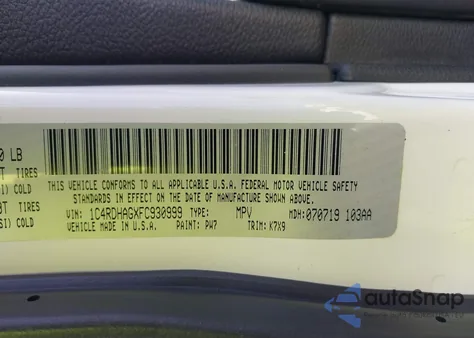 0 LB
T TIRES
SI) COLD
0T TIRES
SI) COLD
THIS VEHICLE CONFORMS TO ALL APPLICABLE U.S.A. FEDERAL MOTOR VEHICLE SAFETY
STANDARDS IN EFFECT ON THE DATE OF MANUFACTURE SHOWN ABOVE.
VIN: 1C4RDHAGXFC930999 TYPE: MPV MDH: 070719 103AA
VEHICLE MADE IN U.S.A. PAINT: PW7 TRIM: K7X9
autoSnap